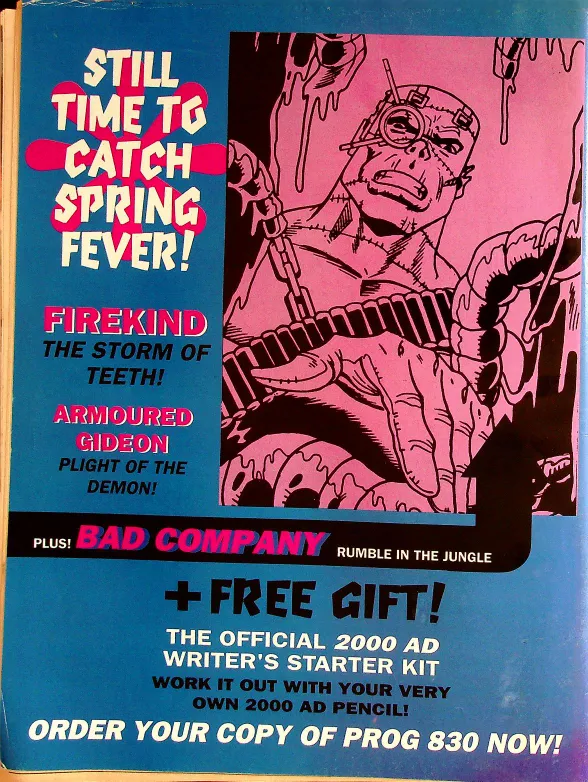 STILL
TIME TO
CATCH
SPRING
FEVER!
FIREKIND
THE STORM OF
TEETH!
ARMOURED
GIDEON
PLIGHT OF THE
DEMON!
PLUS! BAD COMPANY RUMBLE IN THE JUNGLE
+ FREE GIFT!
THE OFFICIAL 2000 AD
WRITER'S STARTER KIT
WORK IT OUT WITH YOUR VERY
OWN 2000 AD PENCIL!
ORDER YOUR COPY OF PROG 830 NOW!